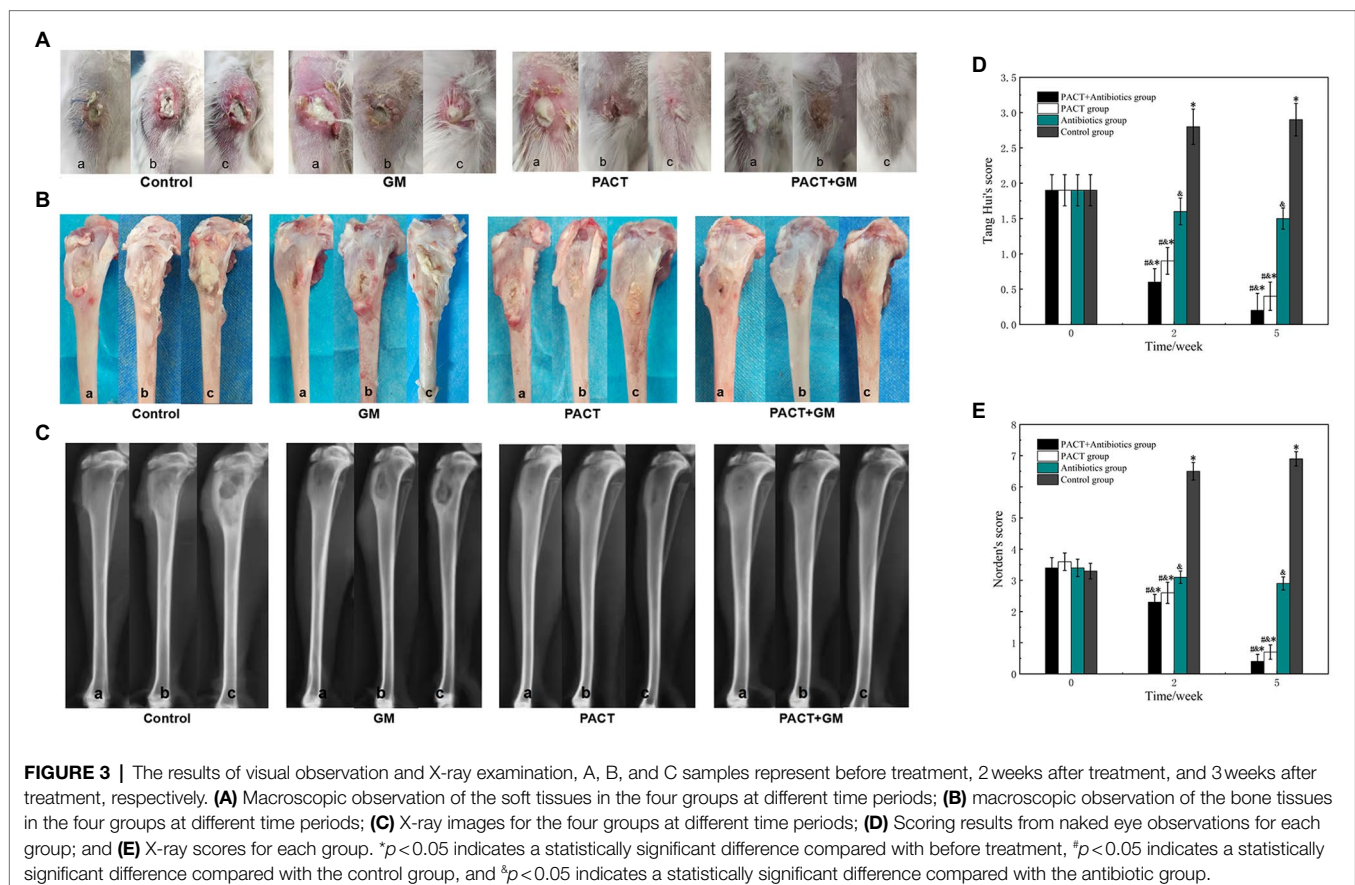 A
a b c
a b c
a b c
a b c
Control GM PACT PACT+GM
B
a b c
a b c
a b c
a b c
Control GM PACT PACT+GM
C
a b c
a b c
a b c
a b c
Control GM PACT PACT+GM
D
3.5
3.0
2.5
2.0
1.5
1.0
0.5
0.0
Tang Hui's score
PACT+Antibiotics group
PACT group
Antibiotics group
Control group
#&*
#&*
&
*
#&*
#&*
&
*
0 2 5
Time/week
E
8
7
6
5
4
3
2
1
0
Norden's score
PACT+Antibiotics group
PACT group
Antibiotics group
Control group
#&*
#&*
&
*
#&*
#&*
&
*
0 2 5
Time/week
FIGURE 3 | The results of visual observation and X-ray examination, A, B, and C samples represent before treatment, 2 weeks after treatment, and 3 weeks after
treatment, respectively. (A) Macroscopic observation of the soft tissues in the four groups at different time periods; (B) macroscopic observation of the bone tissues
in the four groups at different time periods; (C) X-ray images for the four groups at different time periods; (D) Scoring results from naked eye observations for each
group; and (E) X-ray scores for each group. *p < 0.05 indicates a statistically significant difference compared with before treatment, #p < 0.05 indicates a statistically
significant difference compared with the control group, and &p < 0.05 indicates a statistically significant difference compared with the antibiotic group.